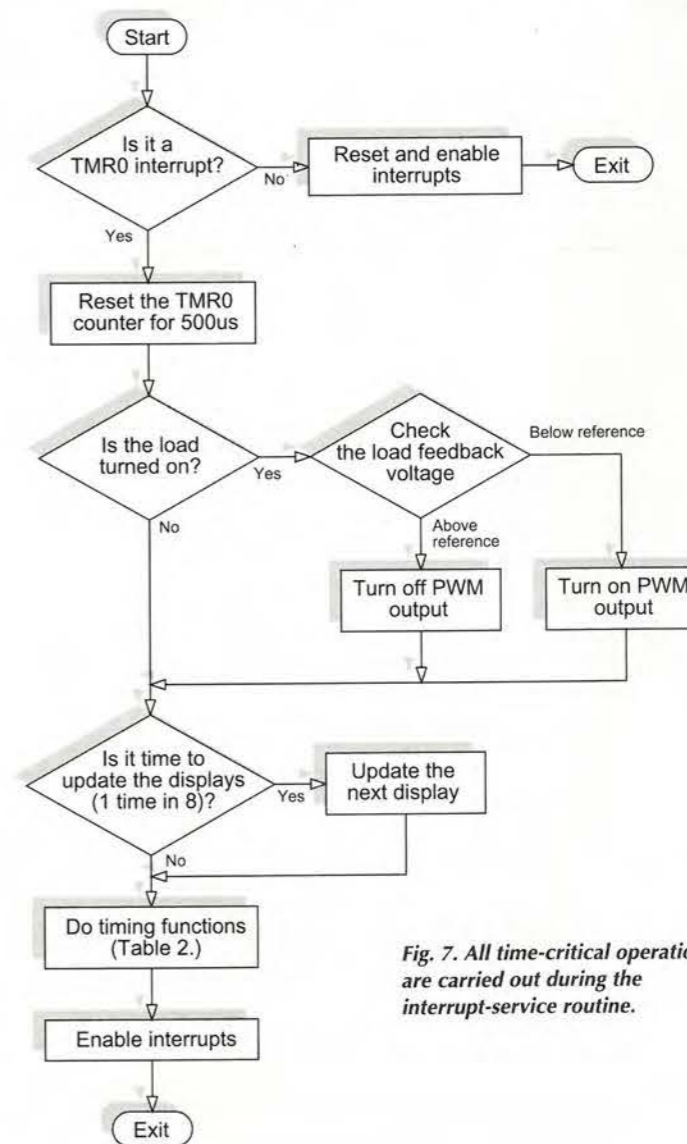 Start
Is it a
TMR0 interrupt?
No
Reset and enable
interrupts
Exit
Yes
Reset the TMR0
counter for 500us
Is the load
turned on?
Yes
Check
the load feedback
voltage
Below reference
No
Above
reference
Turn off PWM
output
Turn on PWM
output
Is it time to
update the displays
(1 time in 8)?
Yes
Update the
next display
No
Do timing functions
(Table 2.)
Enable interrupts
Exit
Fig. 7. All time-critical
are carried out during the
interrupt-service routine.